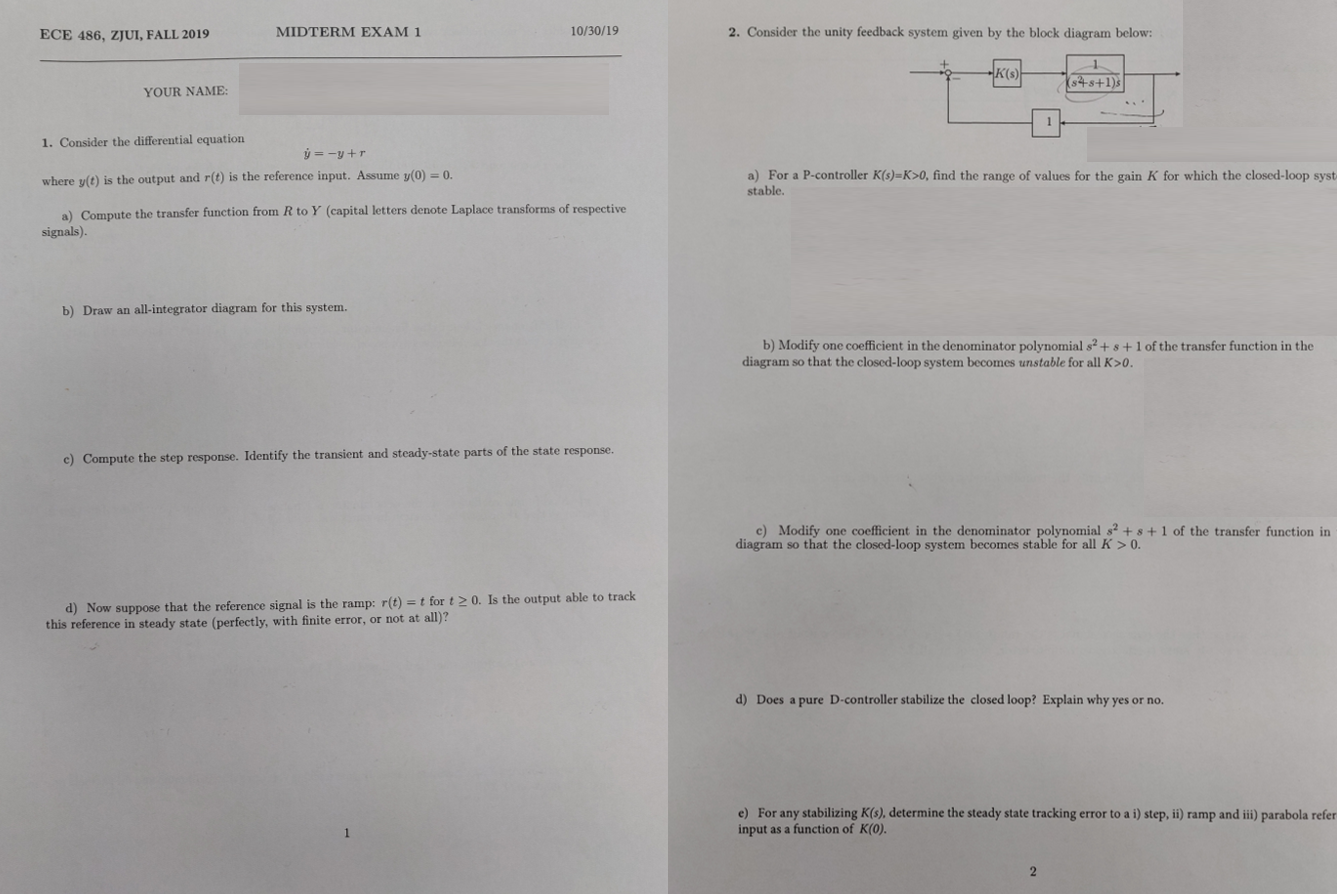 ECE 486, ZJUI, FALL 2019 MIDTERM EXAM 1 10/30/19
YOUR NAME:
1. Consider the differential equation
ẏ = −y + r
where y(t) is the output and r(t) is the reference input. Assume y(0) = 0.
a) Compute the transfer function from R to Y (capital letters denote Laplace transforms of respective
signals).
b) Draw an all-integrator diagram for this system.
c) Compute the step response. Identify the transient and steady-state parts of the state response.
d) Now suppose that the reference signal is the ramp: r(t) = t for t ≥ 0. Is the output able to track
this reference in steady state (perfectly, with finite error, or not at all)?
1
2. Consider the unity feedback system given by the block diagram below:
+
−
K(s)
1
(s²+s+1)s
1
a) For a P-controller K(s)=K>0, find the range of values for the gain K for which the closed-loop syst
stable.
b) Modify one coefficient in the denominator polynomial s² + s + 1 of the transfer function in the
diagram so that the closed-loop system becomes unstable for all K>0.
c) Modify one coefficient in the denominator polynomial s² + s + 1 of the transfer function in
diagram so that the closed-loop system becomes stable for all K > 0.
d) Does a pure D-controller stabilize the closed loop? Explain why yes or no.
e) For any stabilizing K(s), determine the steady state tracking error to a i) step, ii) ramp and iii) parabola refer
input as a function of K(0).
2